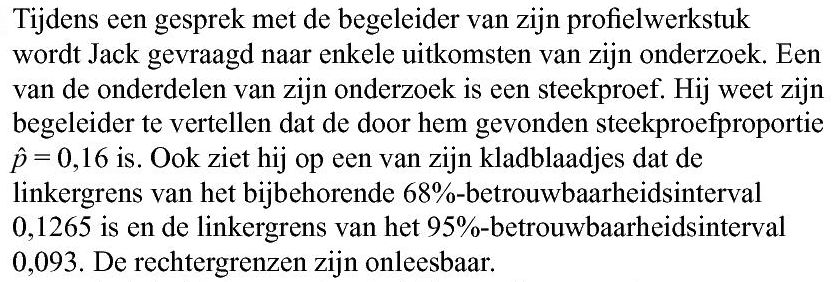 Tijdens een gesprek met de begeleider van zijn profielwerkstuk
wordt Jack gevraagd naar enkele uitkomsten van zijn onderzoek. Een
van de onderdelen van zijn onderzoek is een steekproef. Hij weet zijn
begeleider te vertellen dat de door hem gevonden steekproefproportie
p̂ = 0,16 is. Ook ziet hij op een van zijn kladblaadjes dat de
linkergrens van het bijbehorende 68%-betrouwbaarheidsinterval
0,1265 is en de linkergrens van het 95%-betrouwbaarheidsinterval
0,093. De rechtergrenzen zijn onleesbaar.